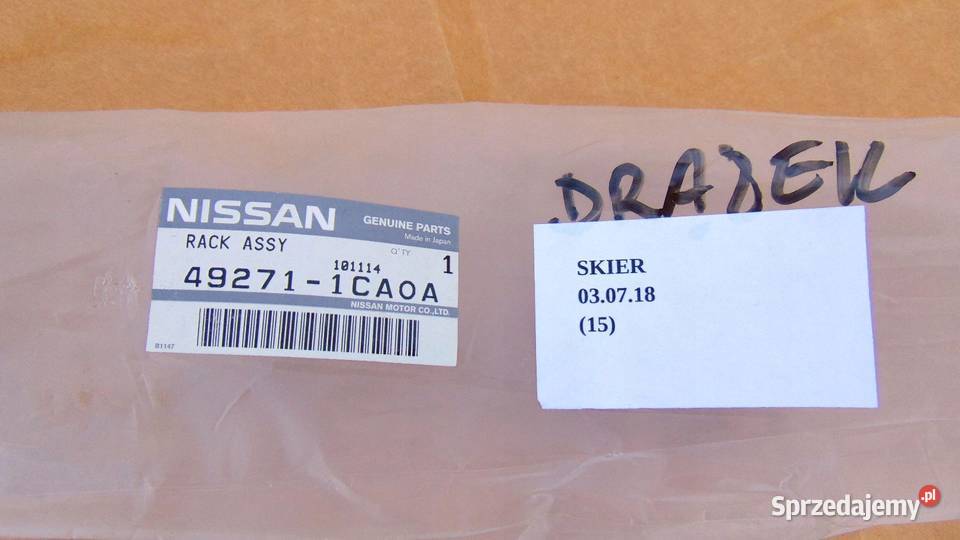 NISSAN GENUINE PARTS
Made in Japan
RACK ASSY
Q'TY
1
101114
49271-1CA0A
NISSAN MOTOR CO.,LTD.
B1147
DRADEK
SKIER
03.07.18
(15)
Sprzedajemy.pl